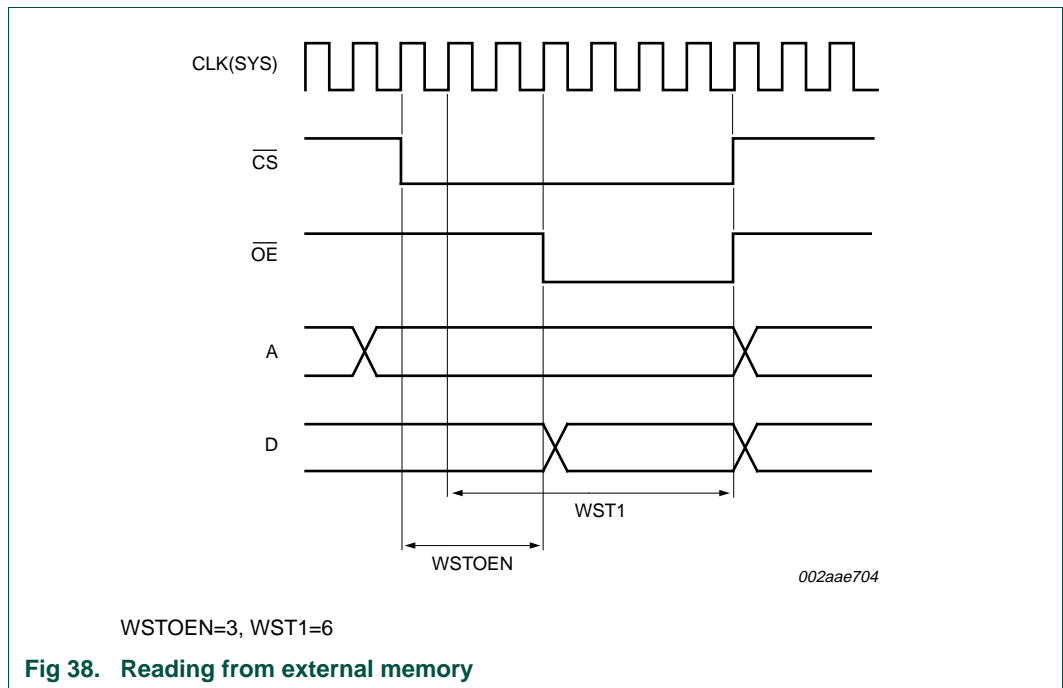 CLK(SYS)
CS
OE
A
D
WST1
WSTOEN
002aae704
WSTOEN=3, WST1=6
Fig 38. Reading from external memory